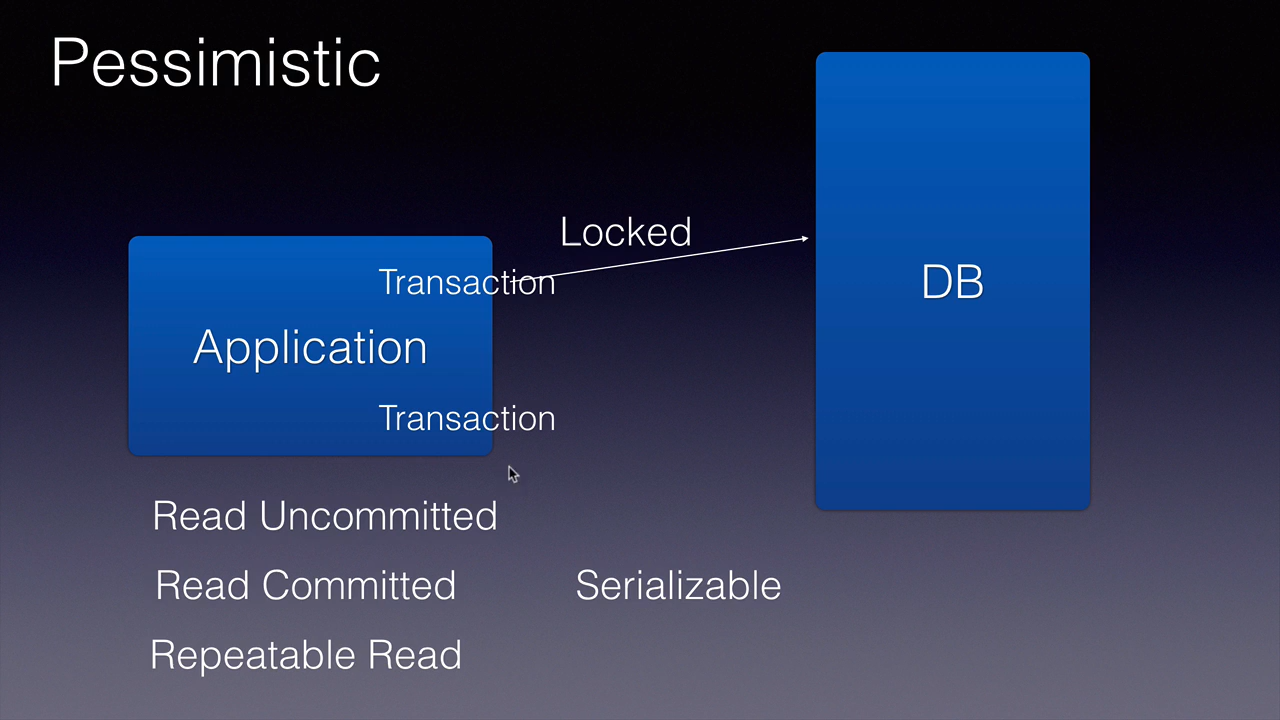 Pessimistic
Locked
Transaction
DB
Application
Transaction
Read Uncommitted
Read Committed
Serializable
Repeatable Read